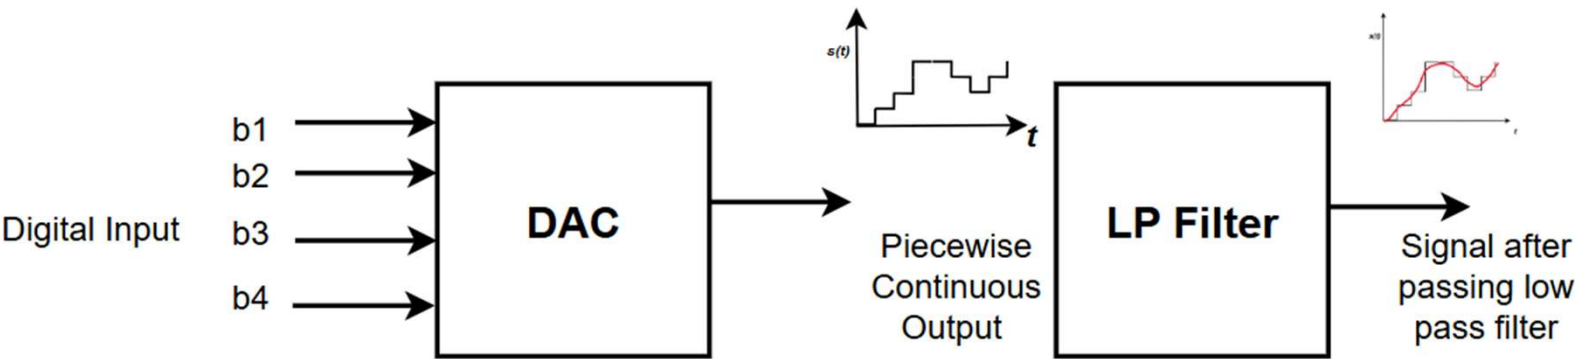 s(t)
t
b1
b2
Digital Input
b3
b4
DAC
Piecewise
Continuous
Output
LP Filter
t
Signal after
passing low
pass filter